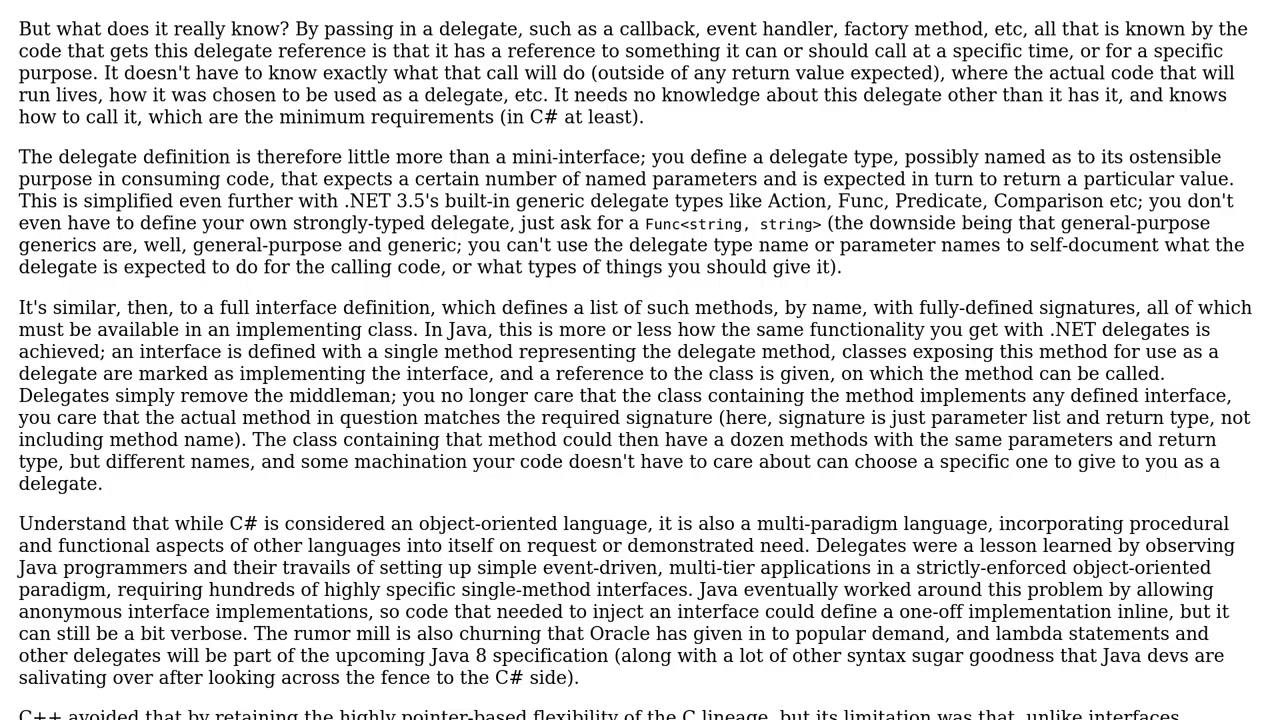 But what does it really know? By passing in a delegate, such as a callback, event handler, factory method, etc, all that is known by the
code that gets this delegate reference is that it has a reference to something it can or should call at a specific time, or for a specific
purpose. It doesn't have to know exactly what that call will do (outside of any return value expected), where the actual code that will
run lives, how it was chosen to be used as a delegate, etc. It needs no knowledge about this delegate other than it has it, and knows
how to call it, which are the minimum requirements (in C# at least).
The delegate definition is therefore little more than a mini-interface; you define a delegate type, possibly named as to its ostensible
purpose in consuming code, that expects a certain number of named parameters and is expected in turn to return a particular value.
This is simplified even further with .NET 3.5's built-in generic delegate types like Action, Func, Predicate, Comparison etc; you don't
even have to define your own strongly-typed delegate, just ask for a Func<string, string> (the downside being that general-purpose
generics are, well, general-purpose and generic; you can't use the delegate type name or parameter names to self-document what the
delegate is expected to do for the calling code, or what types of things you should give it).
It's similar, then, to a full interface definition, which defines a list of such methods, by name, with fully-defined signatures, all of which
must be available in an implementing class. In Java, this is more or less how the same functionality you get with .NET delegates is
achieved; an interface is defined with a single method representing the delegate method, classes exposing this method for use as a
delegate are marked as implementing the interface, and a reference to the class is given, on which the method can be called.
Delegates simply remove the middleman; you no longer care that the class containing the method implements any defined interface,
you care that the actual method in question matches the required signature (here, signature is just parameter list and return type, not
including method name). The class containing that method could then have a dozen methods with the same parameters and return
type, but different names, and some machination your code doesn't have to care about can choose a specific one to give to you as a
delegate.
Understand that while C# is considered an object-oriented language, it is also a multi-paradigm language, incorporating procedural
and functional aspects of other languages into itself on request or demonstrated need. Delegates were a lesson learned by observing
Java programmers and their travails of setting up simple event-driven, multi-tier applications in a strictly-enforced object-oriented
paradigm, requiring hundreds of highly specific single-method interfaces. Java eventually worked around this problem by allowing
anonymous interface implementations, so code that needed to inject an interface could define a one-off implementation inline, but it
can still be a bit verbose. The rumor mill is also churning that Oracle has given in to popular demand, and lambda statements and
other delegates will be part of the upcoming Java 8 specification (along with a lot of other syntax sugar goodness that Java devs are
salivating over after looking across the fence to the C# side).
C++ avoided that by retaining the highly pointer-based flexibility of the C lineage, but its limitation was that, unlike interfaces,